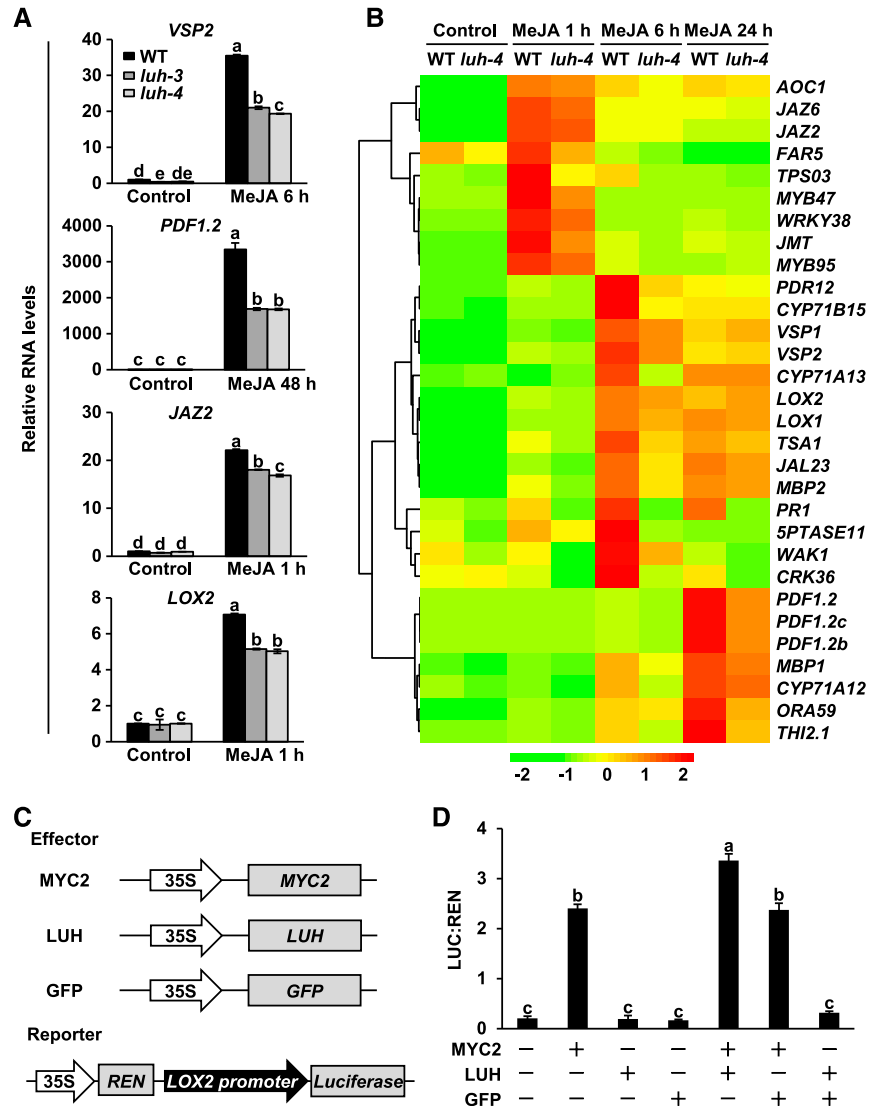 A
VSP2
40
30
20
10
0
WT
luh-3
luh-4
a
b
c
d
e
de
Control
MeJA 6 h
PDF1.2
4000
3000
2000
1000
0
a
b
b
c
c
c
Control
MeJA 48 h
JAZ2
30
20
10
0
a
b
c
d
d
d
Control
MeJA 1 h
LOX2
8
6
4
2
0
a
b
b
c
c
c
Control
MeJA 1 h
Relative RNA levels
B
Control MeJA 1 h MeJA 6 h MeJA 24 h
WT luh-4 WT luh-4 WT luh-4 WT luh-4
AOC1
JAZ6
JAZ2
FAR5
TPS03
MYB47
WRKY38
JMT
MYB95
PDR12
CYP71B15
VSP1
VSP2
CYP71A13
LOX2
LOX1
TSA1
JAL23
MBP2
PR1
5PTASE11
WAK1
CRK36
PDF1.2
PDF1.2c
PDF1.2b
MBP1
CYP71A12
ORA59
THI2.1
-2 -1 0 1 2
C
Effector
MYC2 35S MYC2
LUH 35S LUH
GFP 35S GFP
Reporter
35S REN LOX2 promoter Luciferase
D
LUC:REN
4
3
2
1
0
c b c c a b c
MYC2 – + – – + + –
LUH – – + – + – +
GFP – – – + – + +